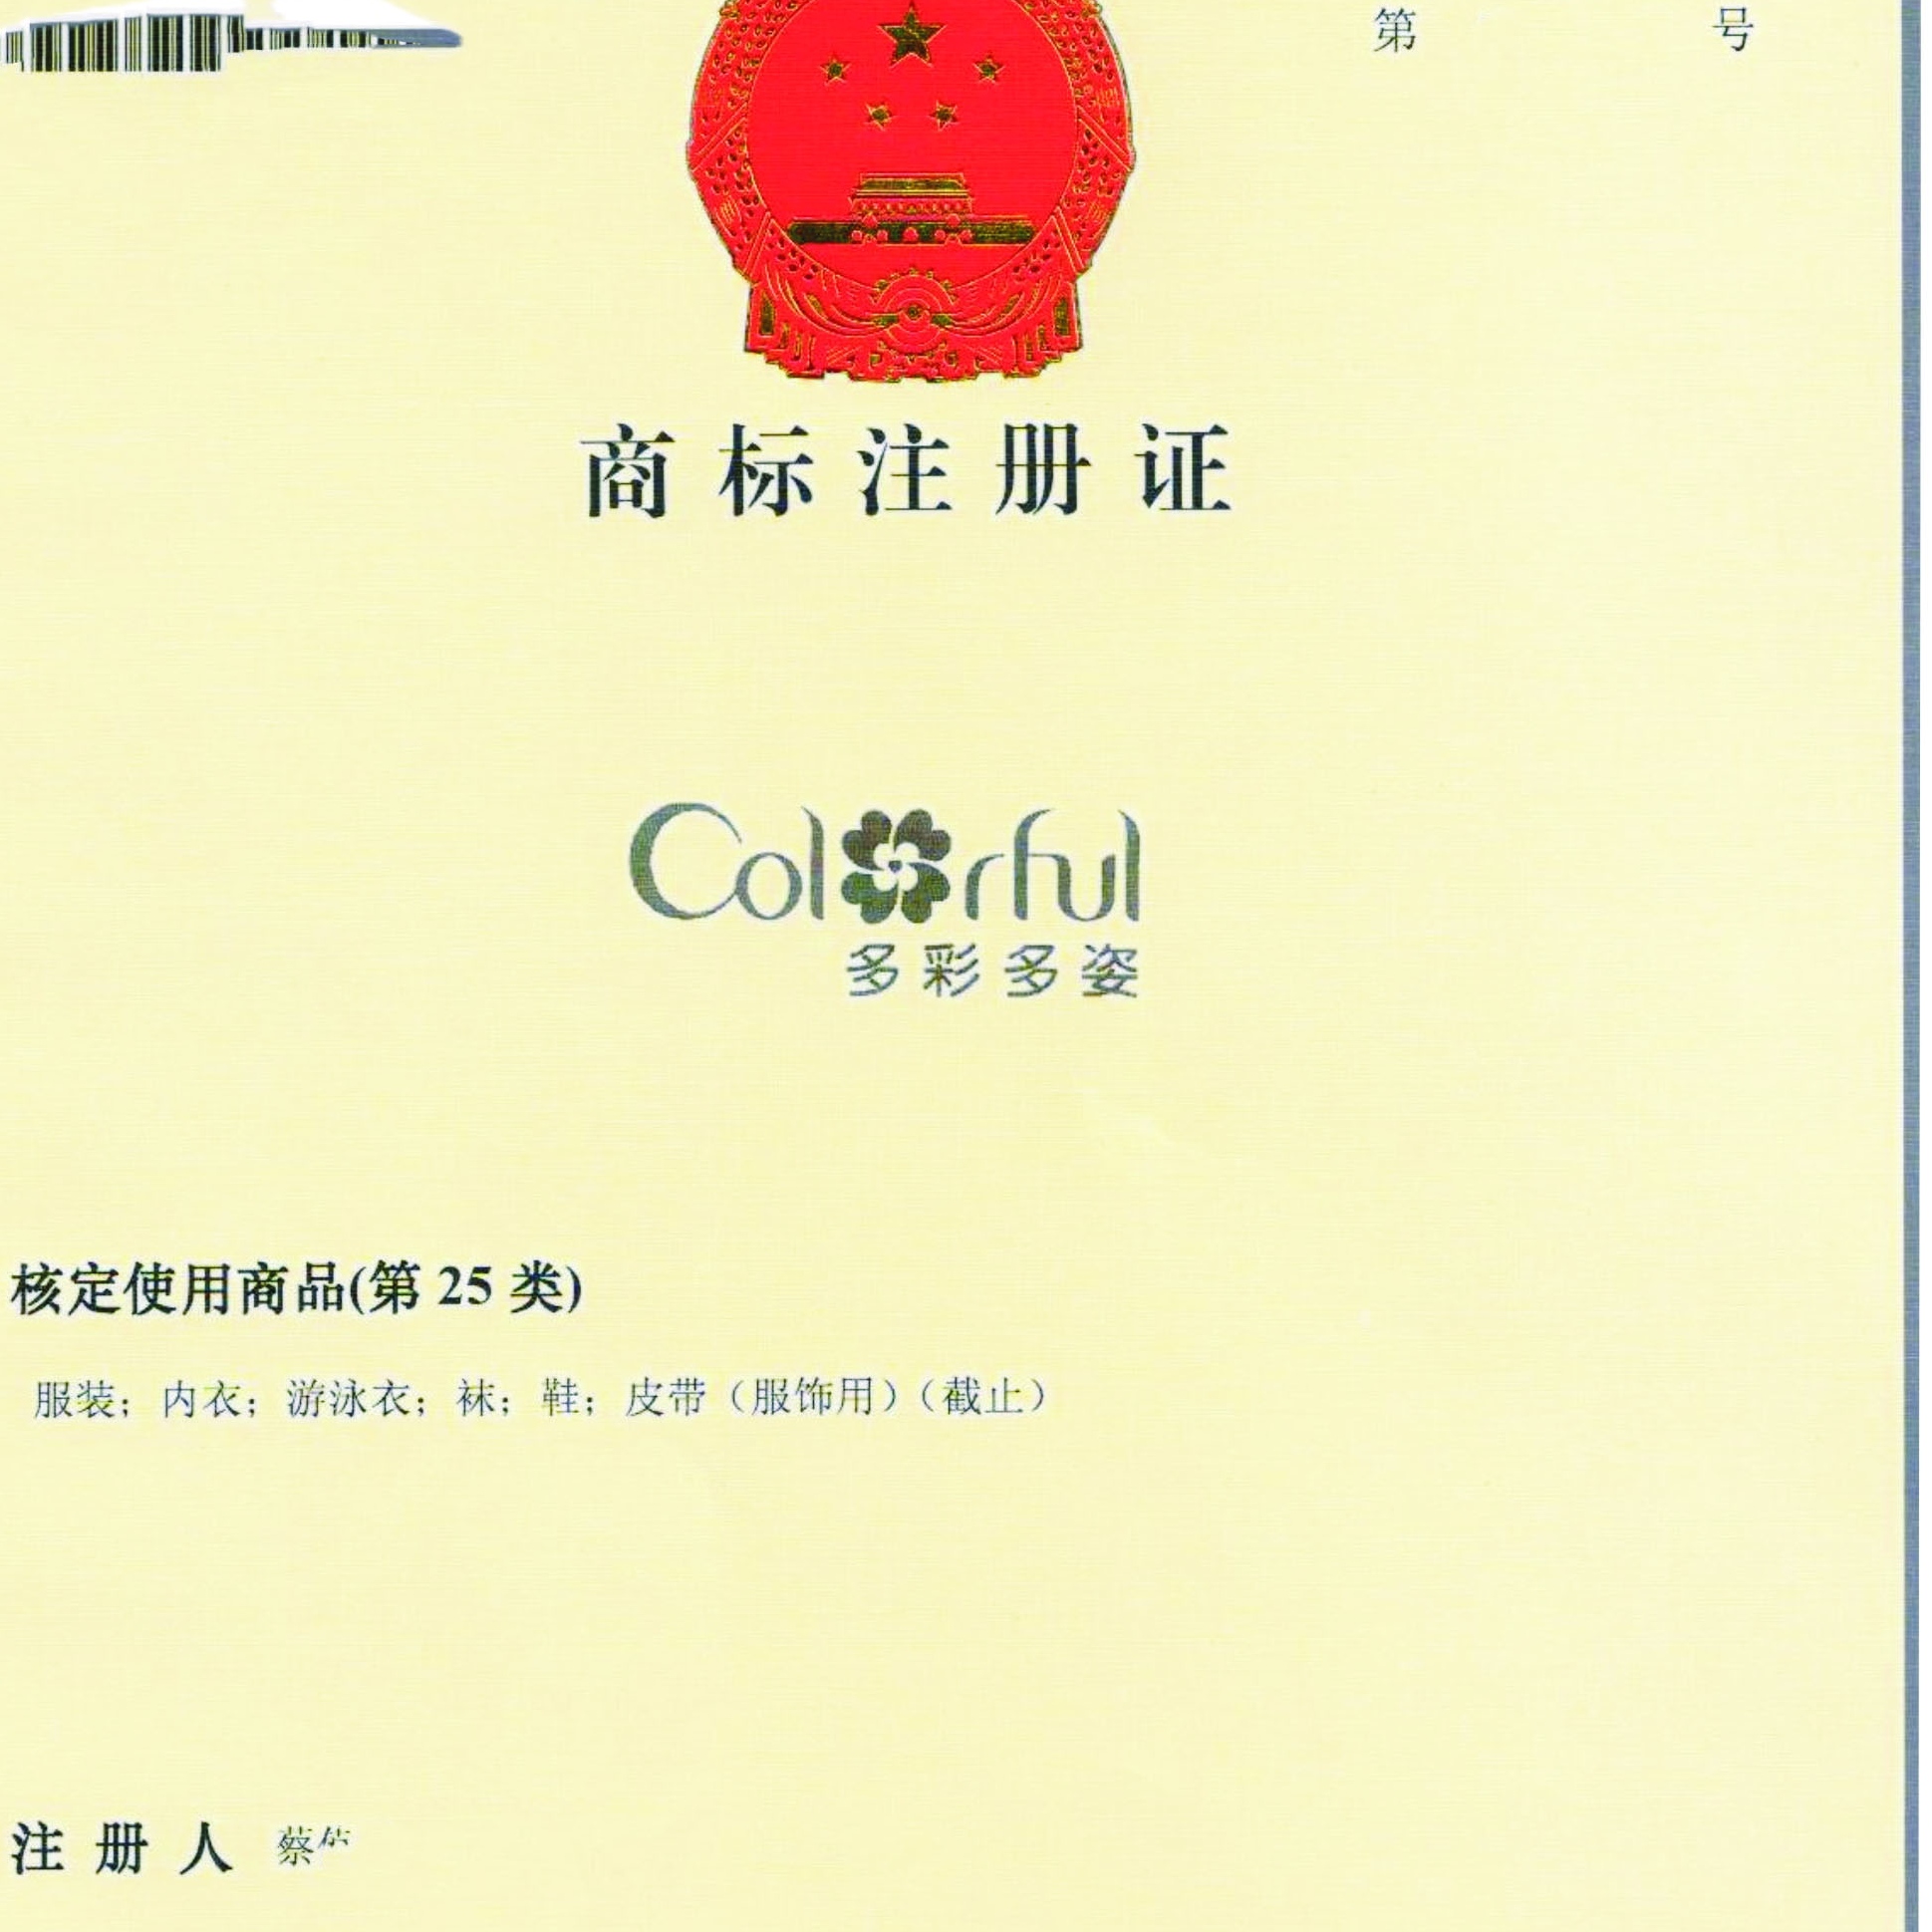 第 号
商标注册证
Colorful
多彩多姿
核定使用商品(第 25 类)
服装；内衣；游泳衣；袜；鞋；皮带（服饰用）（截止）
注 册 人 蔡